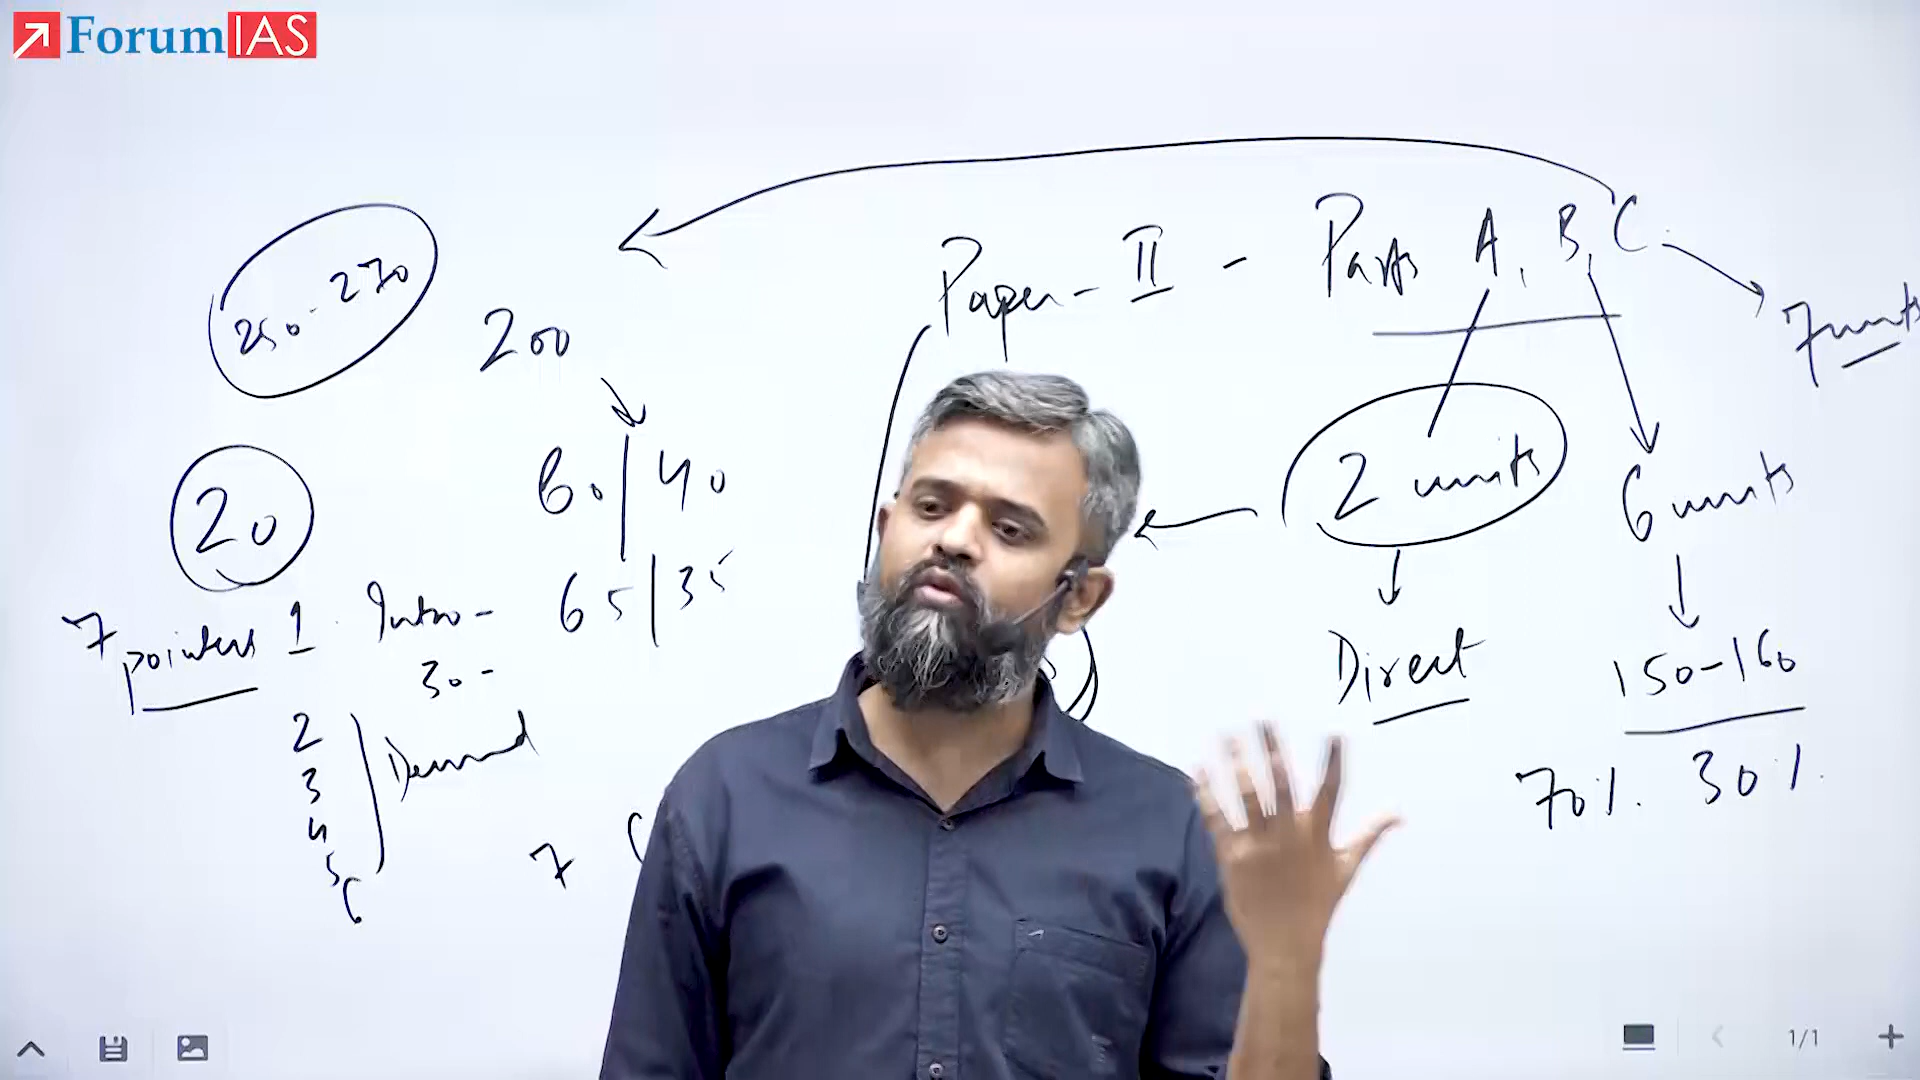 ForumIAS
Paper-II - Parts A, B, C.
7 units
250-270
200
2 units
6 units
60/40
20
65/35
7 pointers
1. Intro-
30-
Direct
150-160
2
3
4
5
6
Demand
70%. 30%.
7
1/1